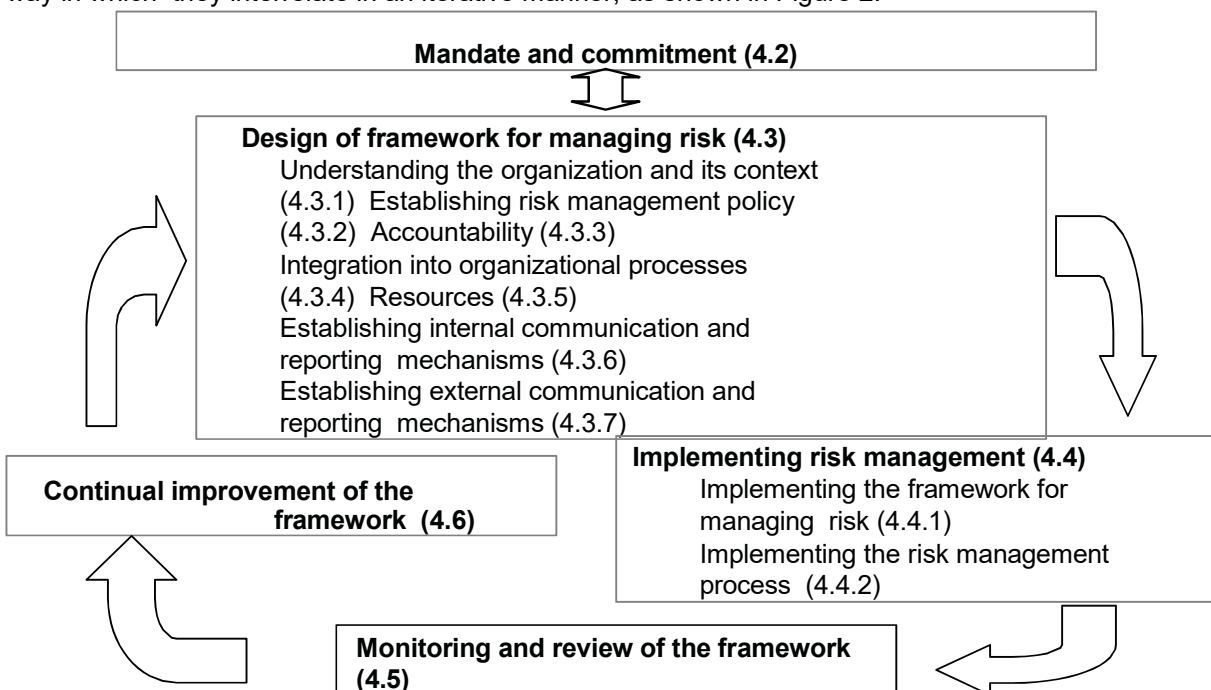 way in which they interrelate in an iterative manner, as shown in Figure 2.
Mandate and commitment (4.2)
Design of framework for managing risk (4.3)
Understanding the organization and its context
(4.3.1) Establishing risk management policy
(4.3.2) Accountability (4.3.3)
Integration into organizational processes
(4.3.4) Resources (4.3.5)
Establishing internal communication and
reporting mechanisms (4.3.6)
Establishing external communication and
reporting mechanisms (4.3.7)
Implementing risk management (4.4)
Implementing the framework for
managing risk (4.4.1)
Implementing the risk management
process (4.4.2)
Continual improvement of the
framework (4.6)
Monitoring and review of the framework
(4.5)